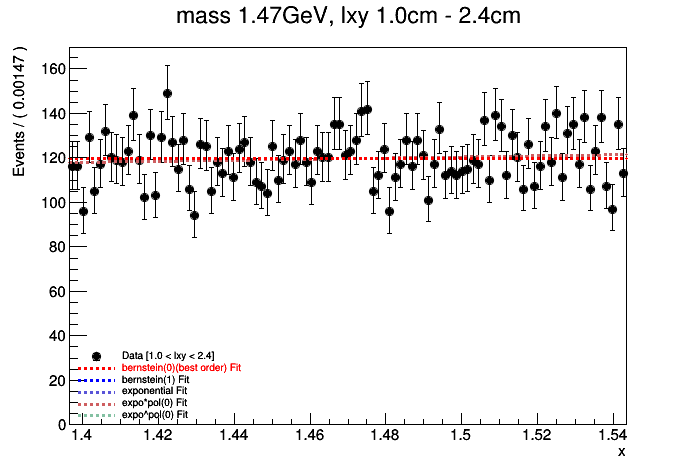 mass 1.47GeV, lxy 1.0cm - 2.4cm
Events / ( 0.00147 )
160
140
120
100
80
60
40
20
0
Data [1.0 < lxy < 2.4]
bernstein(0)(best order) Fit
bernstein(1) Fit
exponential Fit
expo*pol(0) Fit
expo^pol(0) Fit
1.4 1.42 1.44 1.46 1.48 1.5 1.52 1.54
x